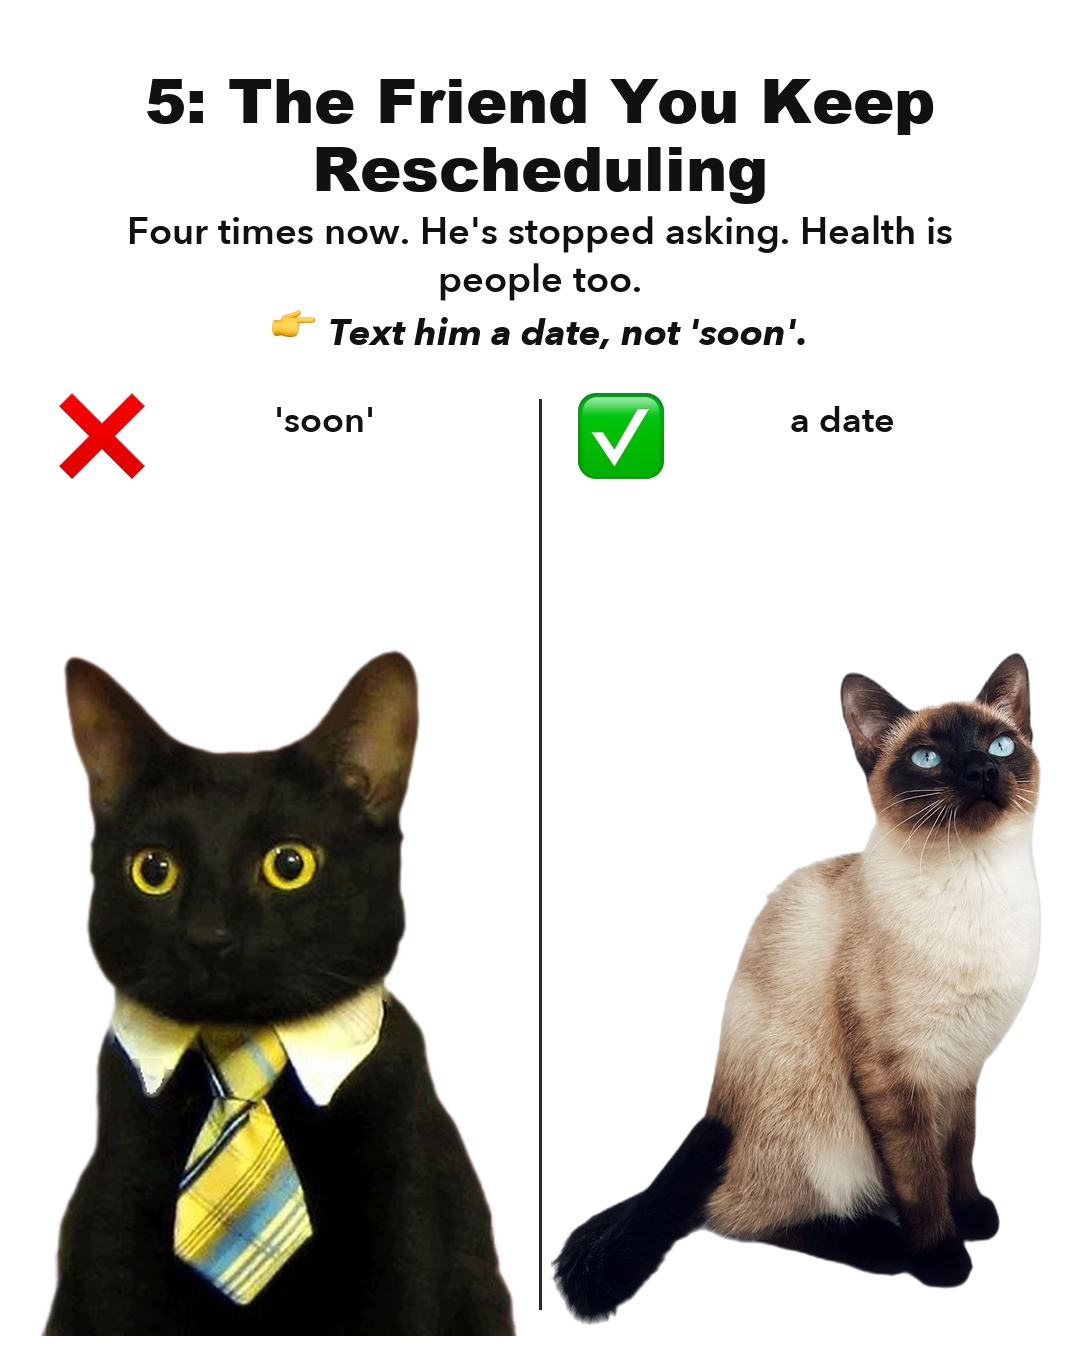 5: The Friend You Keep
Rescheduling
Four times now. He's stopped asking. Health is
people too.
👉 Text him a date, not 'soon'.
❌ 'soon'
✅ a date